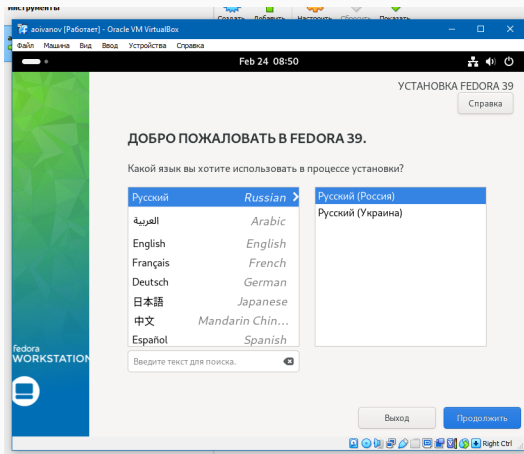 Инструменты
Создать Добавить Настроить Сбросить Показать
aoivanov [Работает] - Oracle VM VirtualBox
Файл Машина Вид Ввод Устройства Справка
Feb 24 08:50
УСТАНОВКА FEDORA 39
Справка
ДОБРО ПОЖАЛОВАТЬ В FEDORA 39.
Какой язык вы хотите использовать в процессе установки?
Русский Russian
العربية Arabic
English English
Français French
Deutsch German
日本語 Japanese
中文 Mandarin Chin...
Español Spanish
Русский (Россия)
Русский (Украина)
Введите текст для поиска.
fedora
WORKSTATION
Выход
Продолжить
Right Ctrl